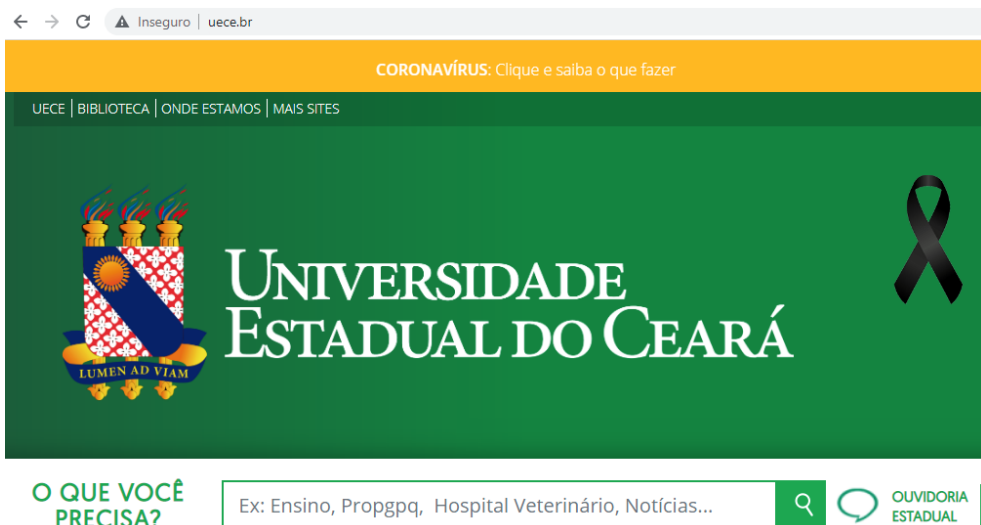 Inseguro | uece.br
CORONAVÍRUS: Clique e saiba o que fazer
UECE | BIBLIOTECA | ONDE ESTAMOS | MAIS SITES
LUMEN AD VIAM
UNIVERSIDADE
ESTADUAL DO CEARÁ
O QUE VOCÊ
PRECISA?
Ex: Ensino, Propgpq, Hospital Veterinário, Notícias...
OUVIDORIA
ESTADUAL